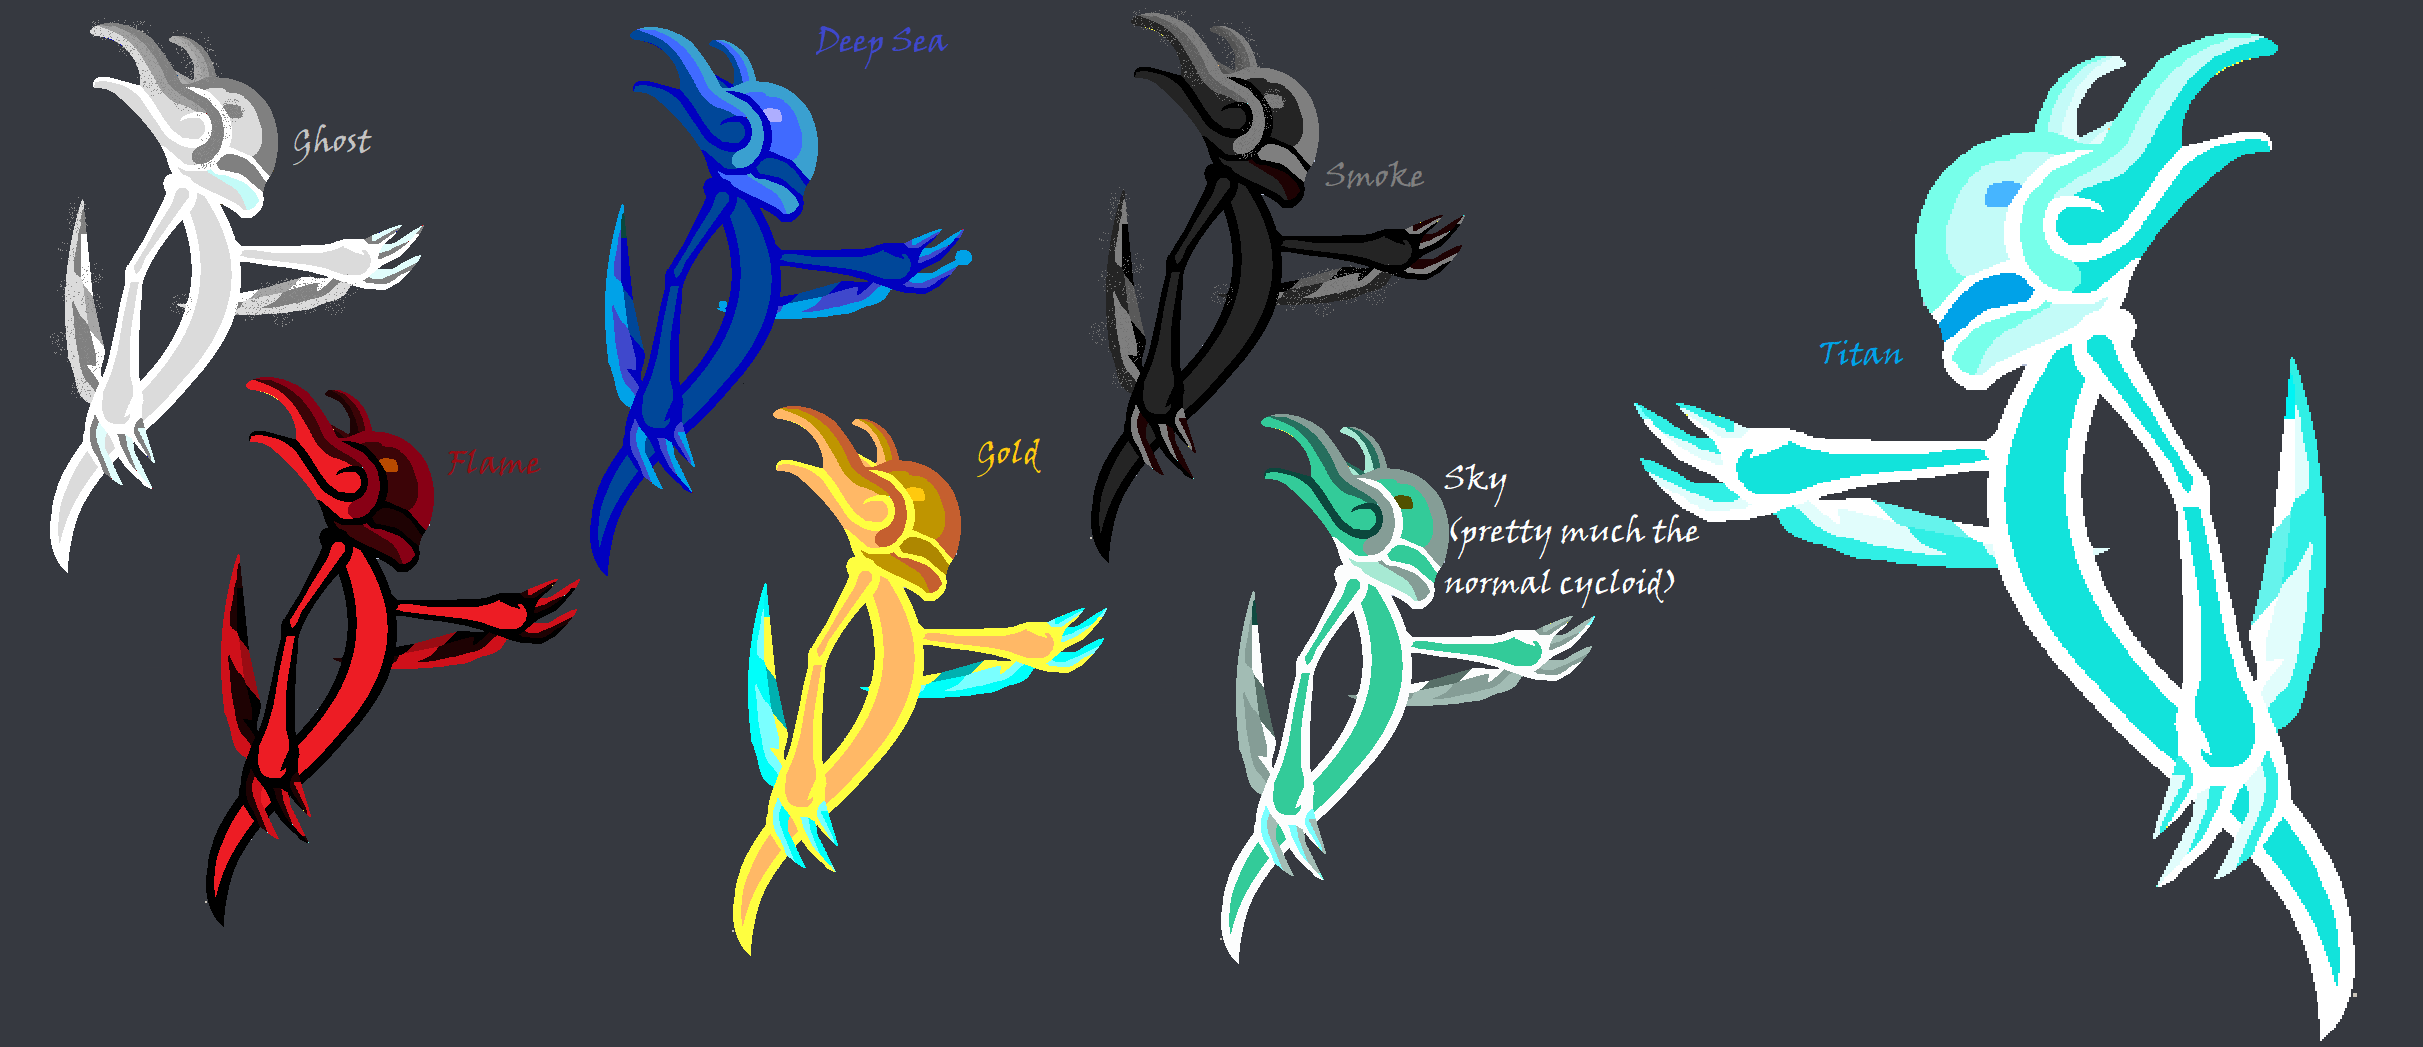 Ghost
Deep Sea
Smoke
Titan
Flame
Gold
Sky
(pretty much the
normal cycloid)